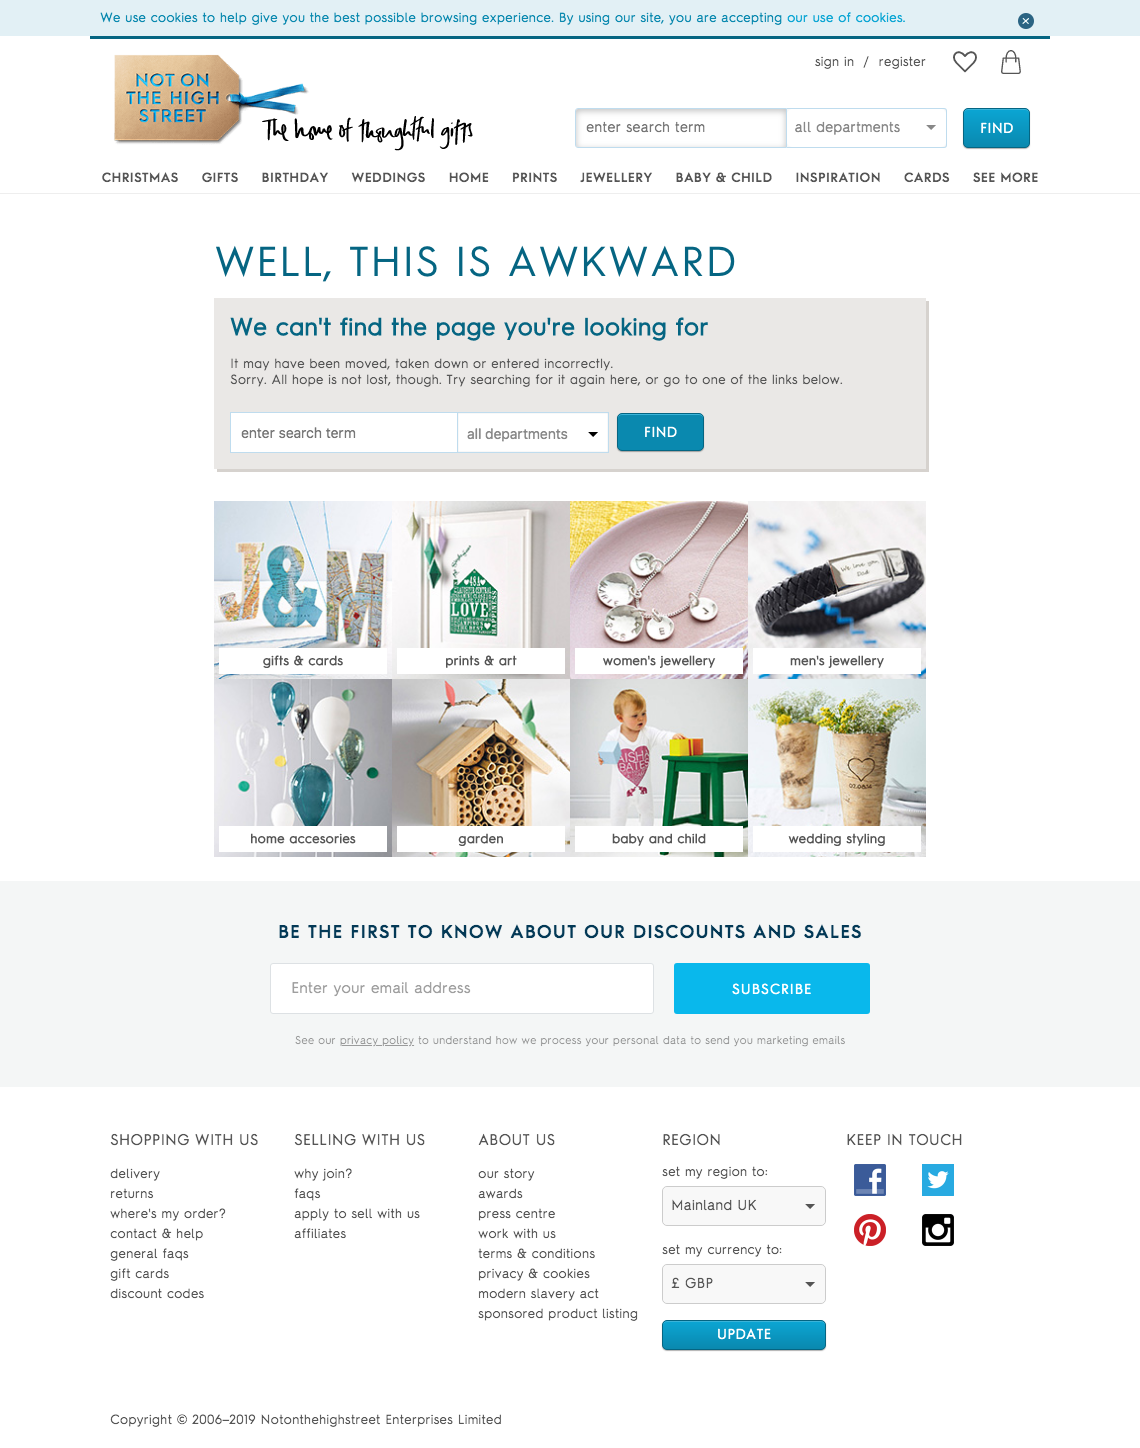 We use cookies to help give you the best possible browsing experience. By using our site, you are accepting our use of cookies.
sign in / register
NOT ON
THE HIGH
STREET
The home of thoughtful gifts
enter search term
all departments
FIND
CHRISTMAS GIFTS BIRTHDAY WEDDINGS HOME PRINTS JEWELLERY BABY & CHILD INSPIRATION CARDS SEE MORE
WELL, THIS IS AWKWARD
We can't find the page you're looking for
It may have been moved, taken down or entered incorrectly.
Sorry. All hope is not lost, though. Try searching for it again here, or go to one of the links below.
enter search term
all departments
FIND
J & M
LOVE
We love you
Dad
gifts & cards
prints & art
women's jewellery
men's jewellery
home accesories
garden
baby and child
wedding styling
BE THE FIRST TO KNOW ABOUT OUR DISCOUNTS AND SALES
Enter your email address
SUBSCRIBE
See our privacy policy to understand how we process your personal data to send you marketing emails
SHOPPING WITH US
delivery
returns
where's my order?
contact & help
general faqs
gift cards
discount codes
SELLING WITH US
why join?
faqs
apply to sell with us
affiliates
ABOUT US
our story
awards
press centre
work with us
terms & conditions
privacy & cookies
modern slavery act
sponsored product listing
REGION
set my region to:
Mainland UK
set my currency to:
£ GBP
UPDATE
KEEP IN TOUCH
Copyright © 2006–2019 Notonthehighstreet Enterprises Limited